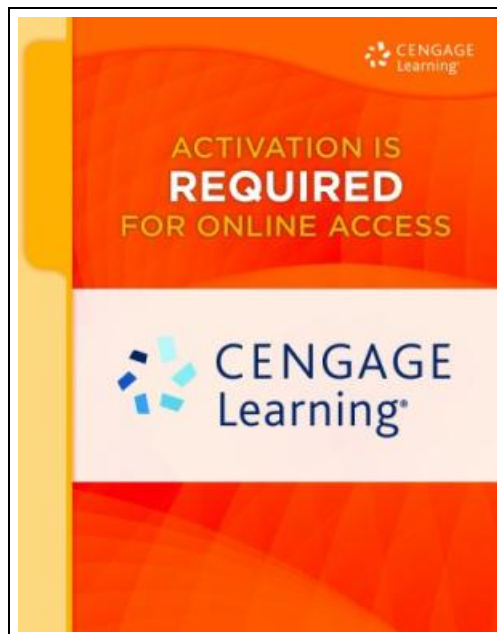 CENGAGE
Learning®
ACTIVATION IS
REQUIRED
FOR ONLINE ACCESS
CENGAGE
Learning®